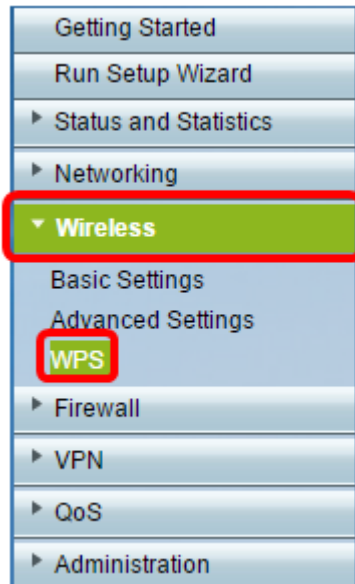 Getting Started
Run Setup Wizard
Status and Statistics
Networking
Wireless
Basic Settings
Advanced Settings
WPS
Firewall
VPN
QoS
Administration